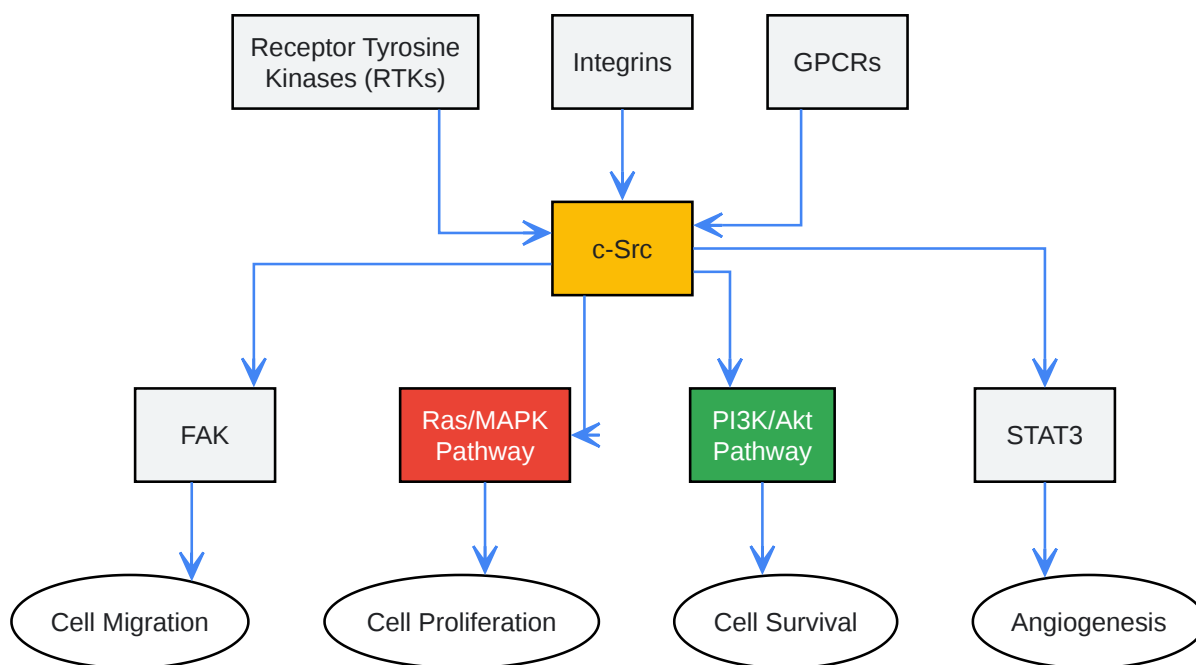 Receptor Tyrosine
Kinases (RTKs)
Integrins
GPCRs
c-Src
FAK
Ras/MAPK
Pathway
PI3K/Akt
Pathway
STAT3
Cell Migration
Cell Proliferation
Cell Survival
Angiogenesis